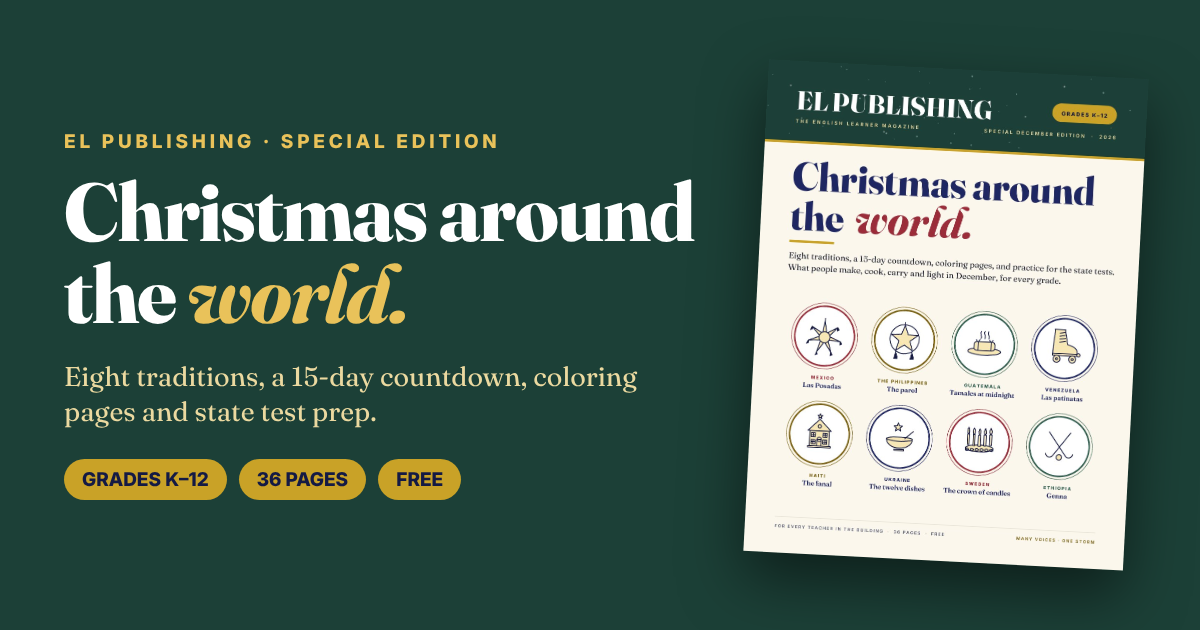 EL PUBLISHING · SPECIAL EDITION
Christmas around
the world.
Eight traditions, a 15-day countdown, coloring
pages and state test prep.
GRADES K–12
36 PAGES
FREE
EL PUBLISHING
THE ENGLISH LEARNER MAGAZINE
GRADES K–12
SPECIAL DECEMBER EDITION · 2026
Christmas around
the world.
Eight traditions, a 15-day countdown, coloring pages, and practice for the state tests.
What people make, cook, carry and light in December, for every grade.
MEXICO
Las Posadas
THE PHILIPPINES
The parol
GUATEMALA
Tamales at midnight
VENEZUELA
Las patinatas
HAITI
The fanal
UKRAINE
The twelve dishes
SWEDEN
The crown of candles
ETHIOPIA
Genna
FOR EVERY TEACHER IN THE BUILDING · 36 PAGES · FREE
MANY VOICES · ONE STORM